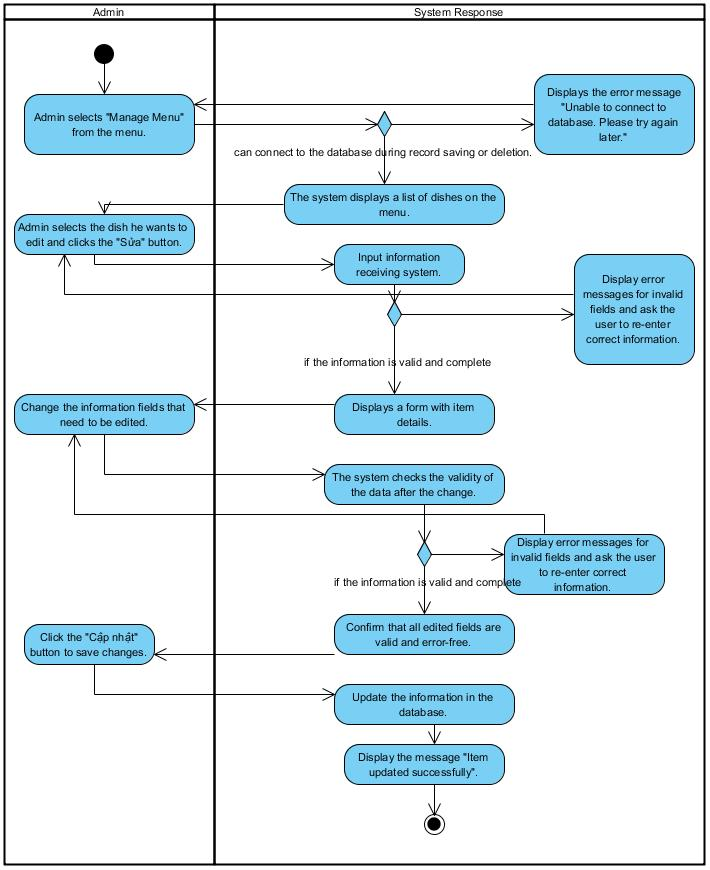 Admin
System Response
Admin selects "Manage Menu"
from the menu.
Displays the error message
"Unable to connect to
database. Please try again
later."
can connect to the database during record saving or deletion.
The system displays a list of dishes on the
menu.
Admin selects the dish he wants to
edit and clicks the "Sửa" button.
Input information
receiving system.
Display error
messages for invalid
fields and ask the
user to re-enter
correct information.
if the information is valid and complete
Change the information fields that
need to be edited.
Displays a form with item
details.
The system checks the validity of
the data after the change.
Display error messages for
invalid fields and ask the user
to re-enter correct
information.
if the information is valid and complete
Confirm that all edited fields are
valid and error-free.
Click the "Cập nhật"
button to save changes.
Update the information in the
database.
Display the message "Item
updated successfully".